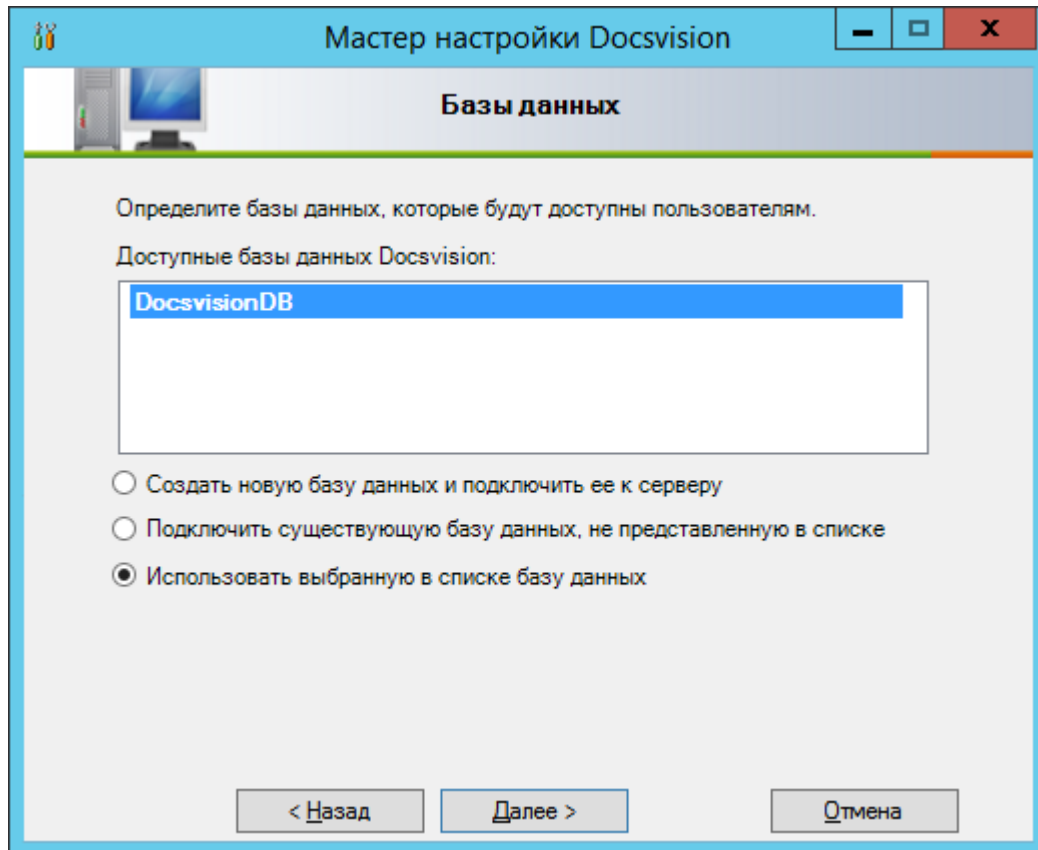 Мастер настройки Docsvision
Базы данных
Определите базы данных, которые будут доступны пользователям.
Доступные базы данных Docsvision:
DocsvisionDB
Создать новую базу данных и подключить ее к серверу
Подключить существующую базу данных, не представленную в списке
Использовать выбранную в списке базу данных
< Назад Далее > Отмена